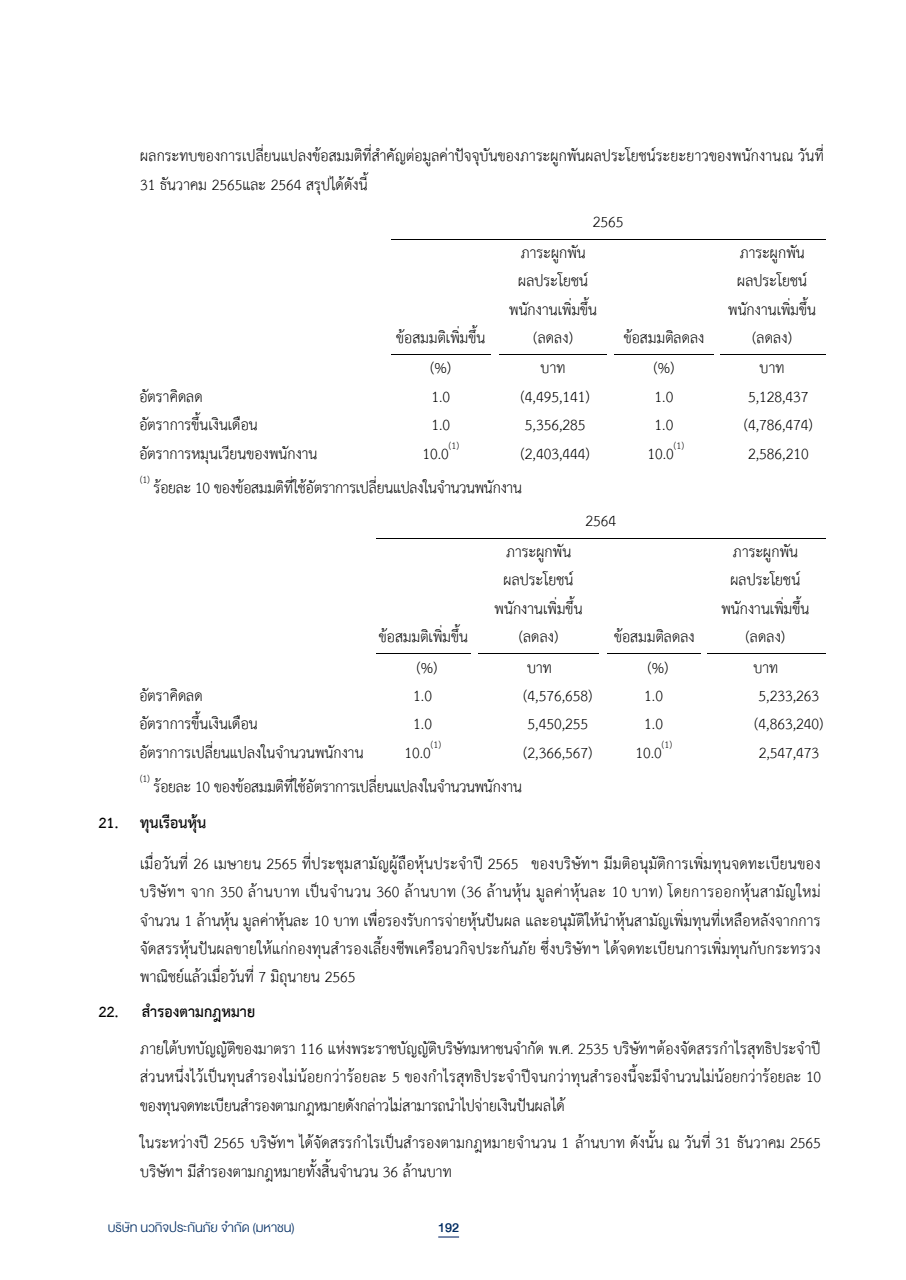 ผลกระทบของการเปลี่ยนแปลงข้อสมมติที่สำคัญต่อมูลค่าปัจจุบันของภาระผูกพันผลประโยชน์ระยะยาวของพนักงานณ วันที่
31 ธันวาคม 2565และ 2564 สรุปได้ดังนี้
2565
ภาระผูกพัน ภาระผูกพัน
ผลประโยชน์ ผลประโยชน์
พนักงานเพิ่มขึ้น พนักงานเพิ่มขึ้น
ข้อสมมติเพิ่มขึ้น (ลดลง) ข้อสมมติลดลง (ลดลง)
(%) บาท (%) บาท
อัตราคิดลด 1.0 (4,495,141) 1.0 5,128,437
อัตราการขึ้นเงินเดือน 1.0 5,356,285 1.0 (4,786,474)
อัตราการหมุนเวียนของพนักงาน 10.0(1) (2,403,444) 10.0(1) 2,586,210
(1) ร้อยละ 10 ของข้อสมมติที่ใช้อัตราการเปลี่ยนแปลงในจำนวนพนักงาน
2564
ภาระผูกพัน ภาระผูกพัน
ผลประโยชน์ ผลประโยชน์
พนักงานเพิ่มขึ้น พนักงานเพิ่มขึ้น
ข้อสมมติเพิ่มขึ้น (ลดลง) ข้อสมมติลดลง (ลดลง)
(%) บาท (%) บาท
อัตราคิดลด 1.0 (4,576,658) 1.0 5,233,263
อัตราการขึ้นเงินเดือน 1.0 5,450,255 1.0 (4,863,240)
อัตราการเปลี่ยนแปลงในจำนวนพนักงาน 10.0(1) (2,366,567) 10.0(1) 2,547,473
(1) ร้อยละ 10 ของข้อสมมติที่ใช้อัตราการเปลี่ยนแปลงในจำนวนพนักงาน
21. ทุนเรือนหุ้น
เมื่อวันที่ 26 เมษายน 2565 ที่ประชุมสามัญผู้ถือหุ้นประจำปี 2565 ของบริษัทฯ มีมติอนุมัติการเพิ่มทุนจดทะเบียนของ
บริษัทฯ จาก 350 ล้านบาท เป็นจำนวน 360 ล้านบาท (36 ล้านหุ้น มูลค่าหุ้นละ 10 บาท) โดยการออกหุ้นสามัญใหม่
จำนวน 1 ล้านหุ้น มูลค่าหุ้นละ 10 บาท เพื่อรองรับการจ่ายหุ้นปันผล และอนุมัติให้นำหุ้นสามัญเพิ่มทุนที่เหลือหลังจากการ
จัดสรรหุ้นปันผลขายให้แก่กองทุนสำรองเลี้ยงชีพเครือนวกิจประกันภัย ซึ่งบริษัทฯ ได้จดทะเบียนการเพิ่มทุนกับกระทรวง
พาณิชย์แล้วเมื่อวันที่ 7 มิถุนายน 2565
22. สำรองตามกฎหมาย
ภายใต้บทบัญญัติของมาตรา 116 แห่งพระราชบัญญัติบริษัทมหาชนจำกัด พ.ศ. 2535 บริษัทฯต้องจัดสรรกำไรสุทธิประจำปี
ส่วนหนึ่งไว้เป็นทุนสำรองไม่น้อยกว่าร้อยละ 5 ของกำไรสุทธิประจำปีจนกว่าทุนสำรองนี้จะมีจำนวนไม่น้อยกว่าร้อยละ 10
ของทุนจดทะเบียนสำรองตามกฎหมายดังกล่าวไม่สามารถนำไปจ่ายเงินปันผลได้
ในระหว่างปี 2565 บริษัทฯ ได้จัดสรรกำไรเป็นสำรองตามกฎหมายจำนวน 1 ล้านบาท ดังนั้น ณ วันที่ 31 ธันวาคม 2565
บริษัทฯ มีสำรองตามกฎหมายทั้งสิ้นจำนวน 36 ล้านบาท
บริษัท นวกิจประกันภัย จำกัด (มหาชน) 192